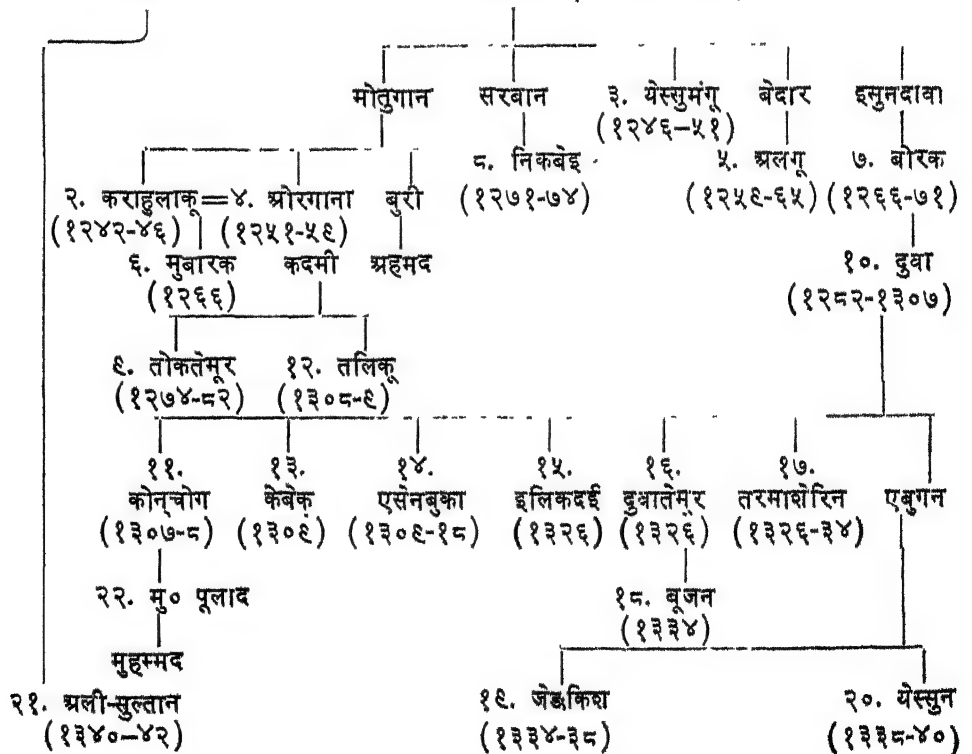 मोतुगान सरबान ३. येस्सुमंगू बेदार इसुनदावा
(१२४६–५१)
८. निकबेइ ५. अलगू ७. बोरक
२. कराहुलाकू=४. ओरगाना बुरी (१२७१-७४) (१२५९-६५) (१२६६-७१)
(१२४२-४६) (१२५१-५९)
६. मुबारक कदमी अहमद १०. दुवा
(१२६६) (१२८२-१३०७)
९. तोकतेमूर १२. तलिकू
(१२७४-८२) (१३०८-९)
११. १३. १४. १५. १६. १७.
कोन्चोग केबेक एसेनबुका इलिकदई दुवातेमूर तरमाशेरिन एबुगन
(१३०७-८) (१३०९) (१३०९-१८) (१३२६) (१३२६) (१३२६-३४)
२२. मु० पूलाद १८. बूजन
(१३३४)
मुहम्मद
२१. अली-सुल्तान १९. जेङकिश २०. येस्सुन
(१३४०–४२) (१३३४-३८) (१३३८-४०)